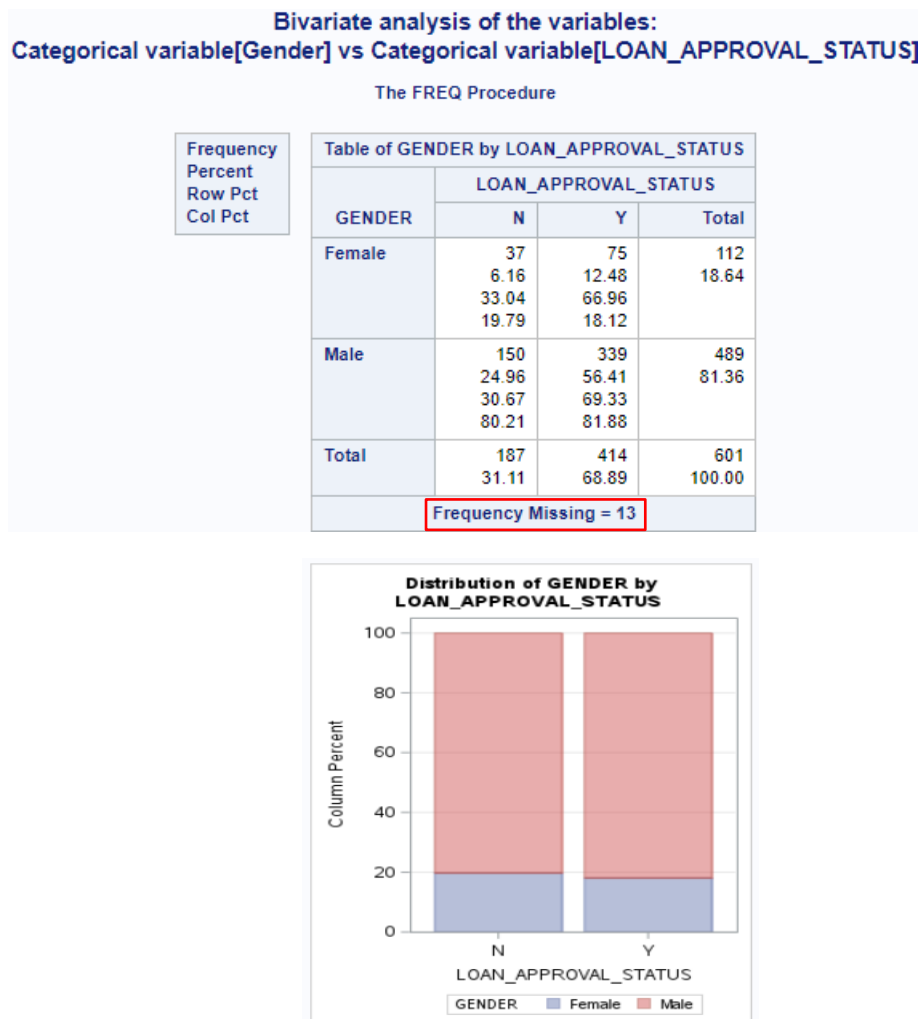 Bivariate analysis of the variables:
Categorical variable[Gender] vs Categorical variable[LOAN_APPROVAL_STATUS]
The FREQ Procedure
Frequency
Percent
Row Pct
Col Pct
Table of GENDER by LOAN_APPROVAL_STATUS
LOAN_APPROVAL_STATUS
GENDER N Y Total
Female 37 75 112
6.16 12.48 18.64
33.04 66.96
19.79 18.12
Male 150 339 489
24.96 56.41 81.36
30.67 69.33
80.21 81.88
Total 187 414 601
31.11 68.89 100.00
Frequency Missing = 13
Distribution of GENDER by
LOAN_APPROVAL_STATUS
100
80
60
40
20
0
Column Percent
N Y
LOAN_APPROVAL_STATUS
GENDER Female Male